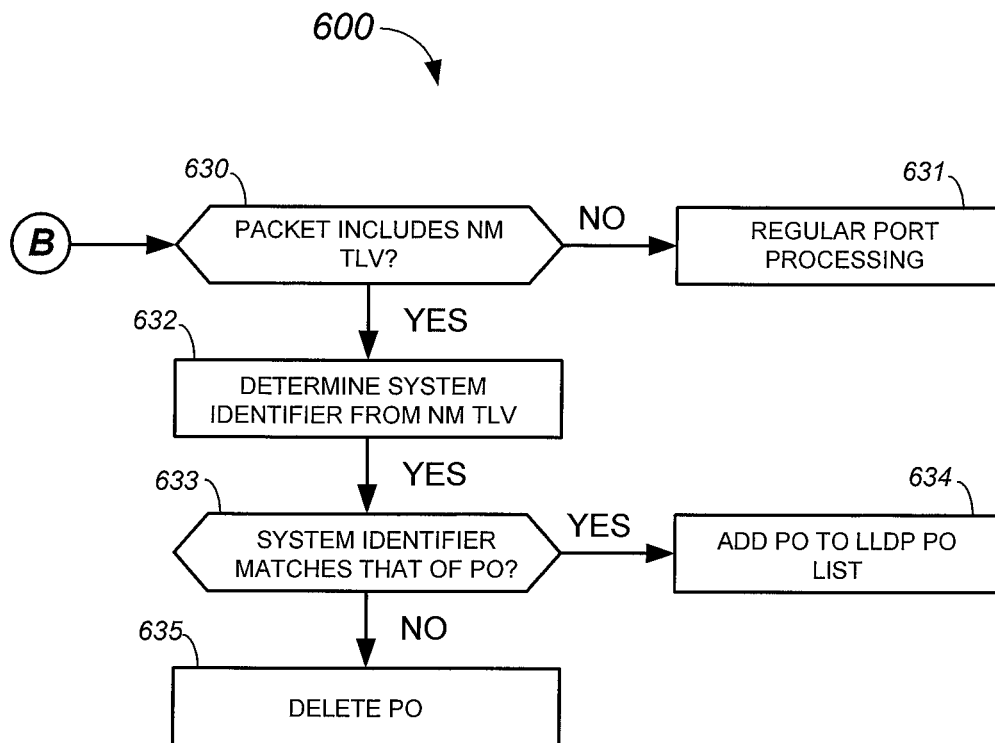 600
630
631
B
PACKET INCLUDES NM
TLV?
NO
REGULAR PORT
PROCESSING
YES
632
DETERMINE SYSTEM
IDENTIFIER FROM NM TLV
YES
633
634
SYSTEM IDENTIFIER
MATCHES THAT OF PO?
YES
ADD PO TO LLDP PO
LIST
NO
635
DELETE PO